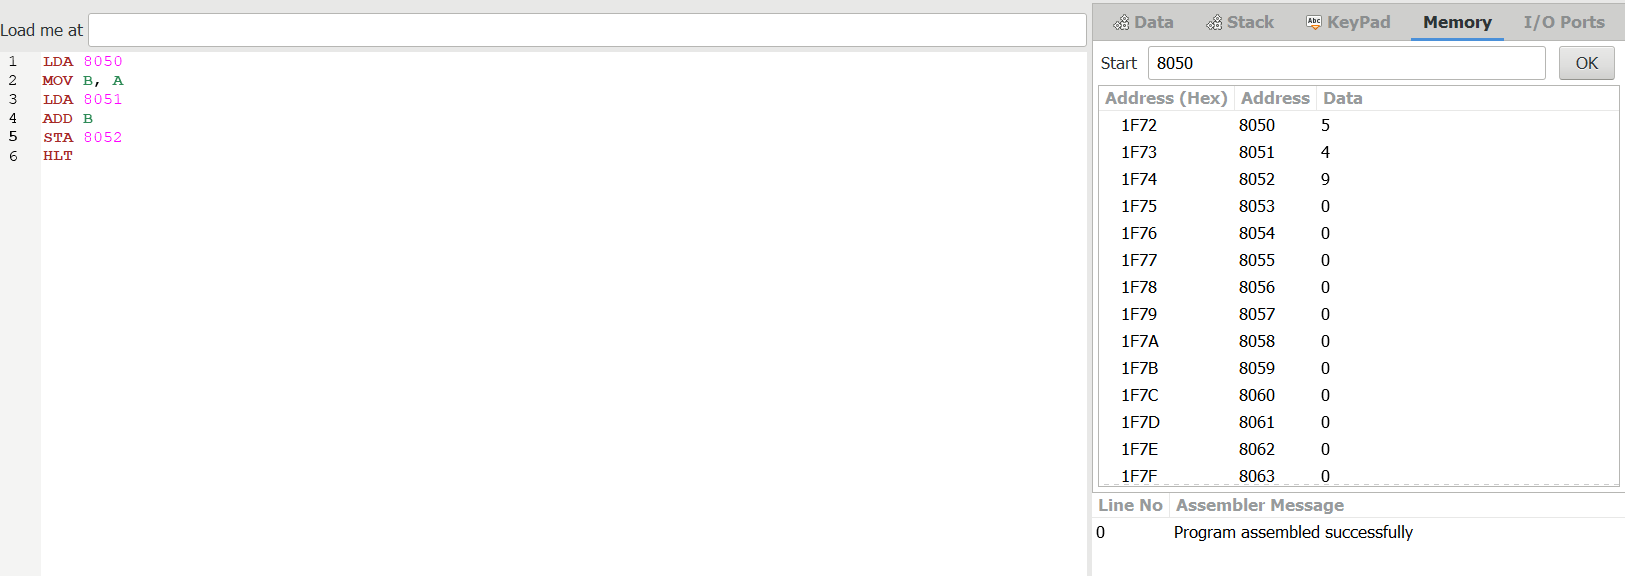 Load me at
1 LDA 8050
2 MOV B, A
3 LDA 8051
4 ADD B
5 STA 8052
6 HLT
Data Stack Abc KeyPad Memory I/O Ports
Start 8050 OK
Address (Hex) Address Data
1F72 8050 5
1F73 8051 4
1F74 8052 9
1F75 8053 0
1F76 8054 0
1F77 8055 0
1F78 8056 0
1F79 8057 0
1F7A 8058 0
1F7B 8059 0
1F7C 8060 0
1F7D 8061 0
1F7E 8062 0
1F7F 8063 0
Line No Assembler Message
0 Program assembled successfully